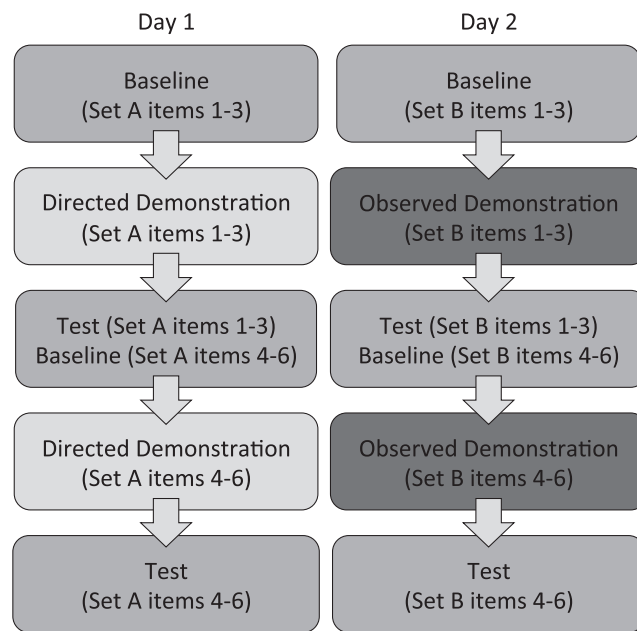 Day 1
Baseline
(Set A items 1-3)
Directed Demonstration
(Set A items 1-3)
Test (Set A items 1-3)
Baseline (Set A items 4-6)
Directed Demonstration
(Set A items 4-6)
Test
(Set A items 4-6)
Day 2
Baseline
(Set B items 1-3)
Observed Demonstration
(Set B items 1-3)
Test (Set B items 1-3)
Baseline (Set B items 4-6)
Observed Demonstration
(Set B items 4-6)
Test
(Set B items 4-6)